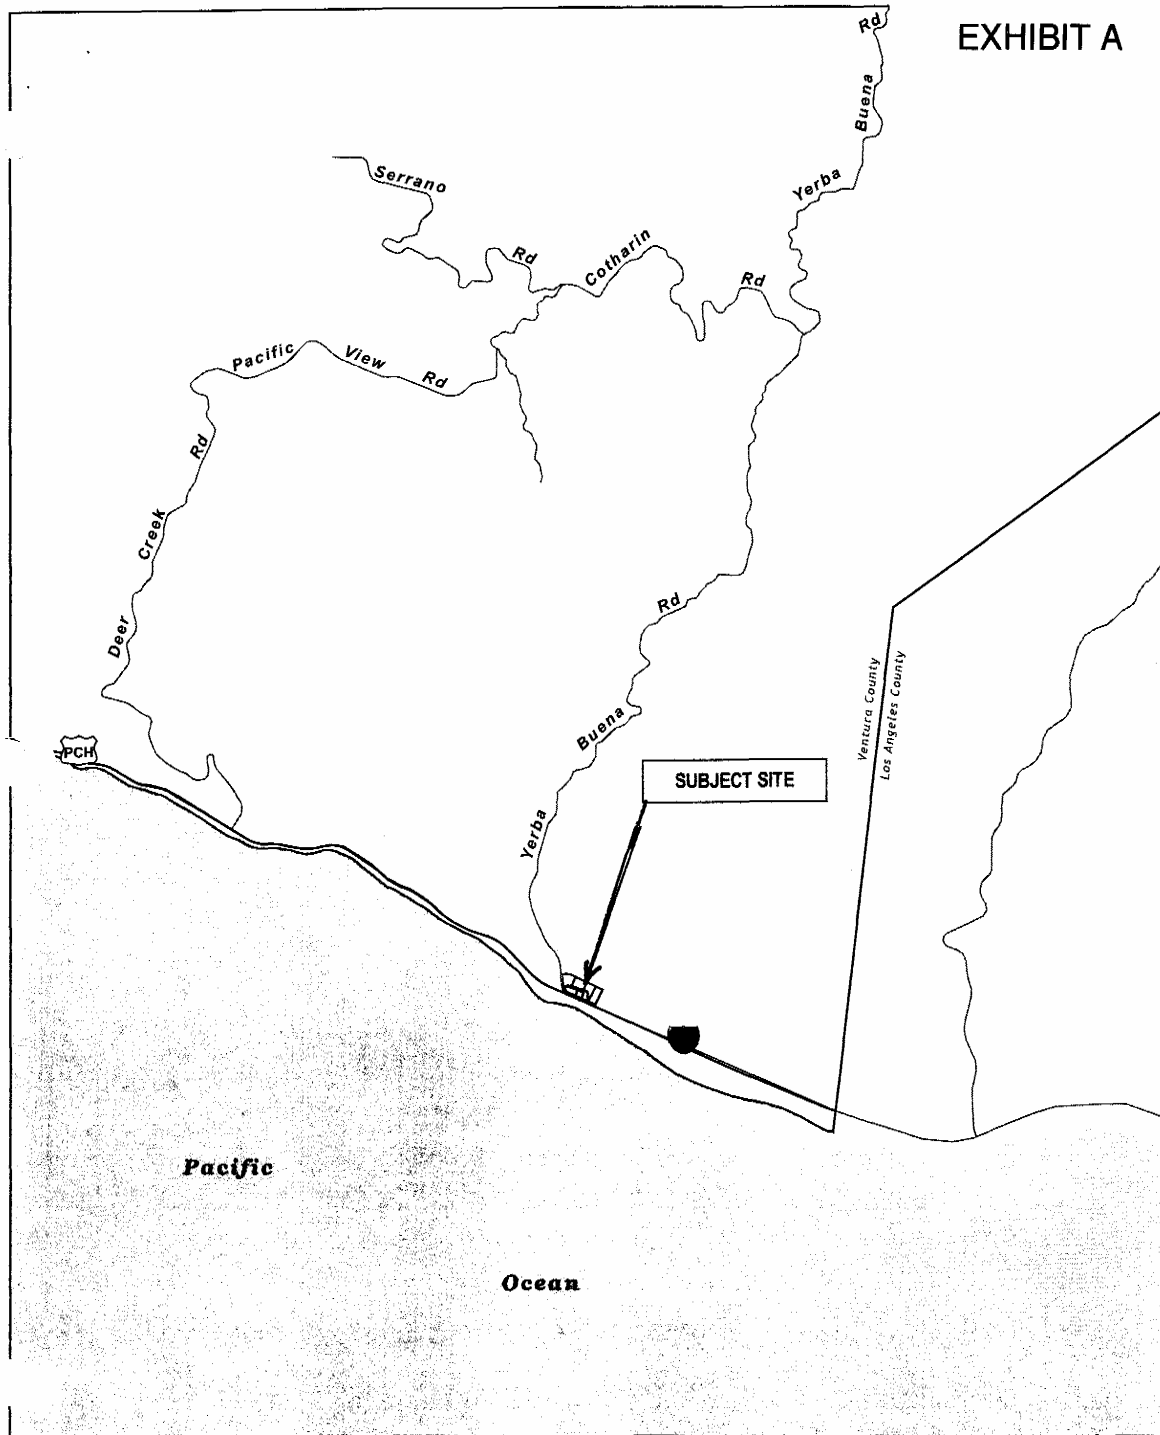 EXHIBIT A
Rd
Buena
Yerba
Serrano
Rd
Cotharin
Rd
Pacific View Rd
Rd
Creek
Deer
Rd
Buena
Yerba
Ventura County
Los Angeles County
PCH
SUBJECT SITE
Pacific
Ocean